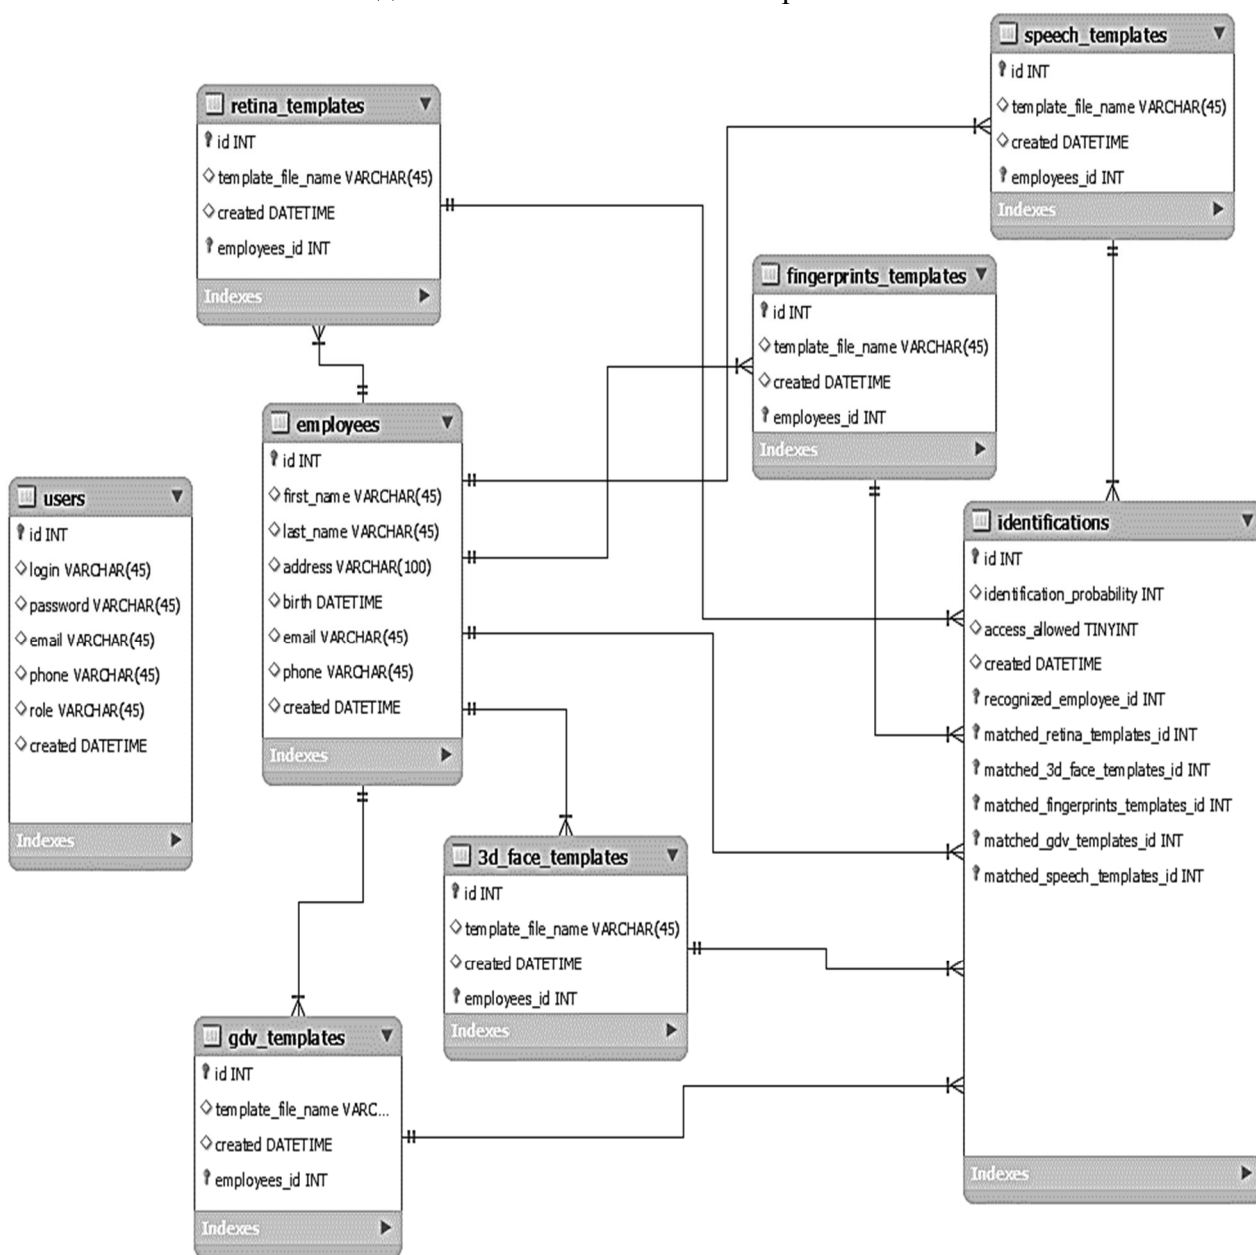 speech_templates
id INT
template_file_name VARCHAR(45)
created DATETIME
employees_id INT
Indexes
retina_templates
id INT
template_file_name VARCHAR(45)
created DATETIME
employees_id INT
Indexes
fingerprints_templates
id INT
template_file_name VARCHAR(45)
created DATETIME
employees_id INT
Indexes
employees
id INT
first_name VARCHAR(45)
last_name VARCHAR(45)
address VARCHAR(100)
birth DATETIME
email VARCHAR(45)
phone VARCHAR(45)
created DATETIME
Indexes
users
id INT
login VARCHAR(45)
password VARCHAR(45)
email VARCHAR(45)
phone VARCHAR(45)
role VARCHAR(45)
created DATETIME
Indexes
identifications
id INT
identification_probability INT
access_allowed TINYINT
created DATETIME
recognized_employee_id INT
matched_retina_templates_id INT
matched_3d_face_templates_id INT
matched_fingerprints_templates_id INT
matched_gdv_templates_id INT
matched_speech_templates_id INT
Indexes
3d_face_templates
id INT
template_file_name VARCHAR(45)
created DATETIME
employees_id INT
Indexes
gdv_templates
id INT
template_file_name VARC...
created DATETIME
employees_id INT
Indexes